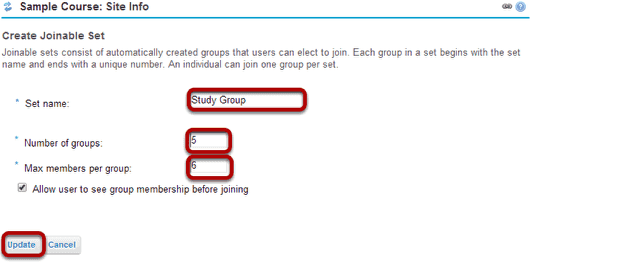 Sample Course: Site Info
Create Joinable Set
Joinable sets consist of automatically created groups that users can elect to join. Each group in a set begins with the set
name and ends with a unique number. An individual can join one group per set.
* Set name: Study Group
* Number of groups: 5
* Max members per group: 6
Allow user to see group membership before joining
Update Cancel